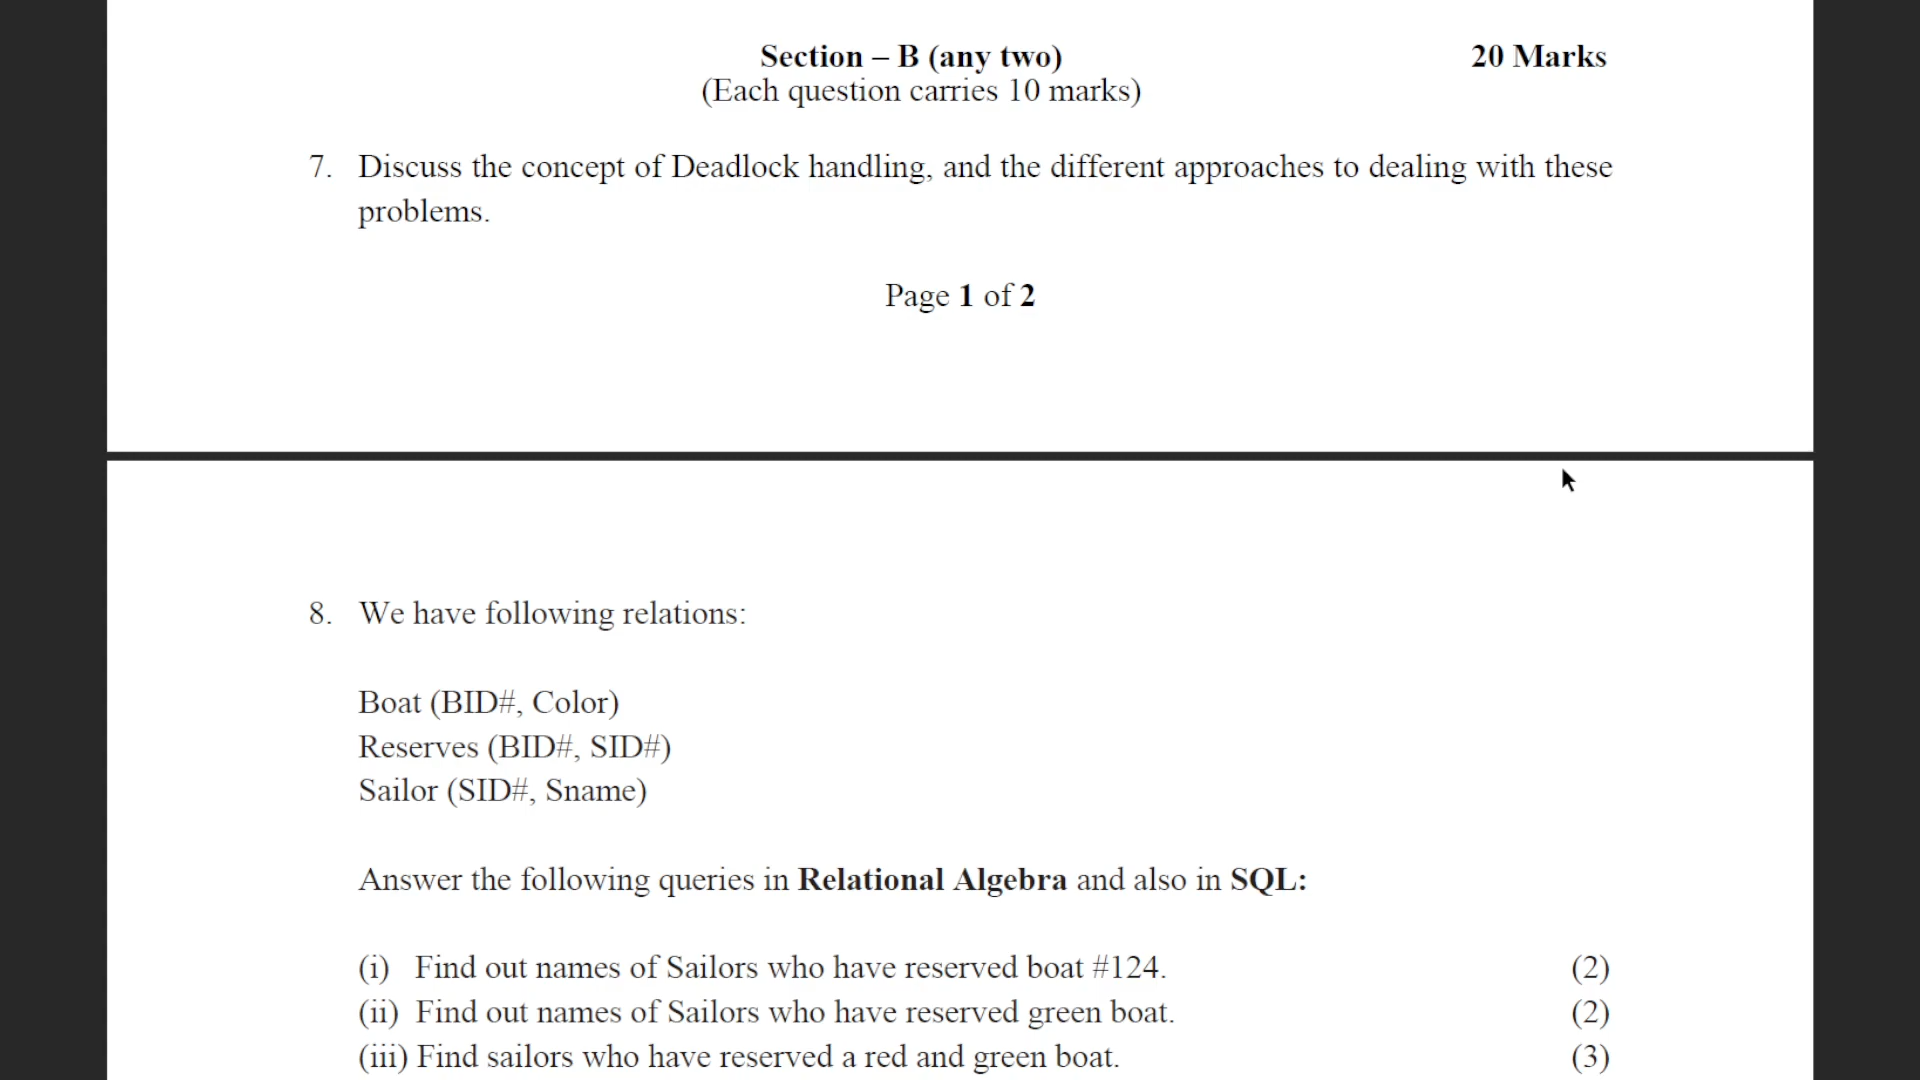 Section – B (any two) 20 Marks
(Each question carries 10 marks)
7. Discuss the concept of Deadlock handling, and the different approaches to dealing with these
problems.
Page 1 of 2
8. We have following relations:
Boat (BID#, Color)
Reserves (BID#, SID#)
Sailor (SID#, Sname)
Answer the following queries in Relational Algebra and also in SQL:
(i) Find out names of Sailors who have reserved boat #124. (2)
(ii) Find out names of Sailors who have reserved green boat. (2)
(iii) Find sailors who have reserved a red and green boat. (3)